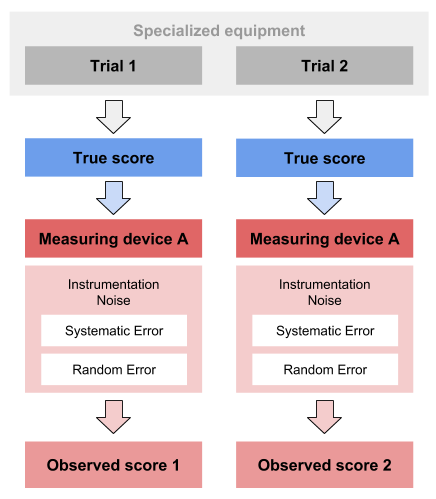 Specialized equipment
Trial 1
Trial 2
True score
True score
Measuring device A
Measuring device A
Instrumentation
Noise
Instrumentation
Noise
Systematic Error
Systematic Error
Random Error
Random Error
Observed score 1
Observed score 2